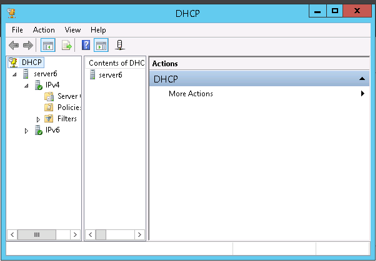 DHCP
File Action View Help
DHCP
server6
IPv4
Server
Policies
Filters
IPv6
Contents of DHC
server6
Actions
DHCP
More Actions